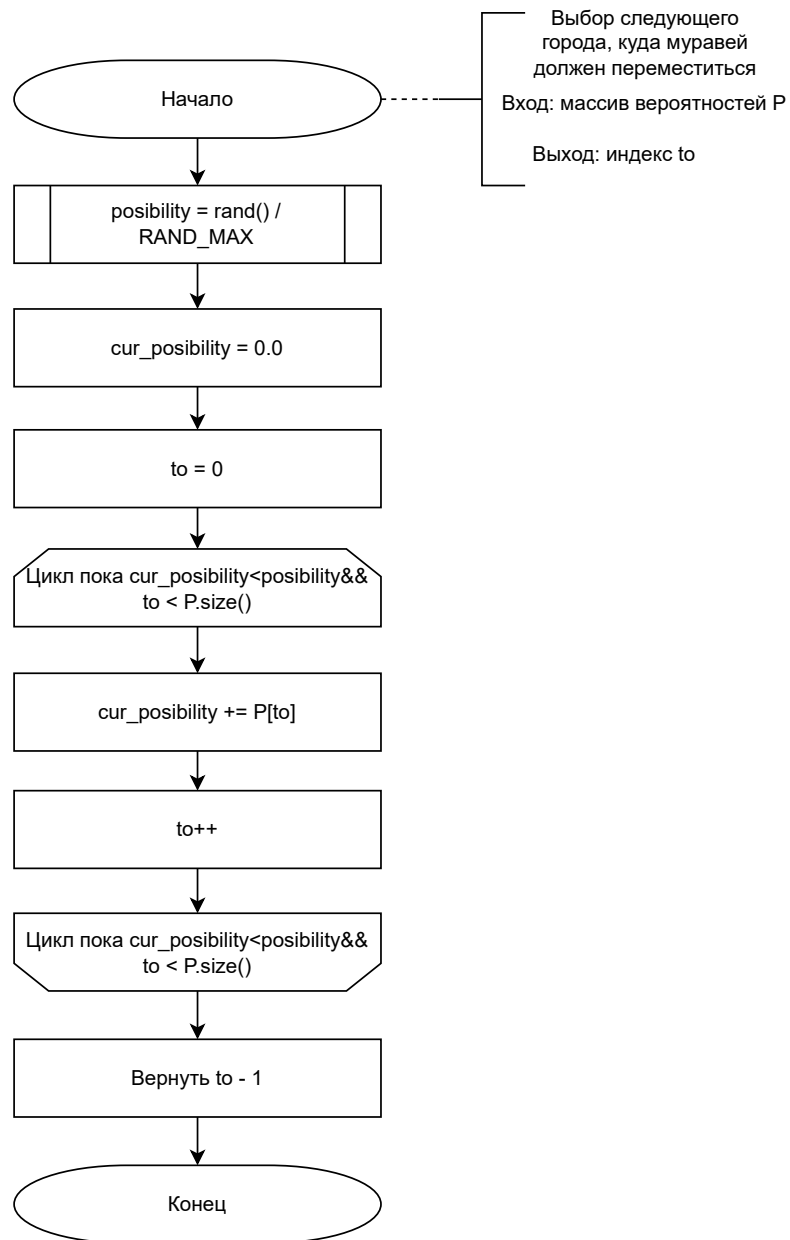 Выбор следующего
города, куда муравей
должен переместиться
Вход: массив вероятностей P
Выход: индекс to
Начало
posibility = rand() /
RAND_MAX
cur_posibility = 0.0
to = 0
Цикл пока cur_posibility<posibility&&
to < P.size()
cur_posibility += P[to]
to++
Цикл пока cur_posibility<posibility&&
to < P.size()
Вернуть to - 1
Конец